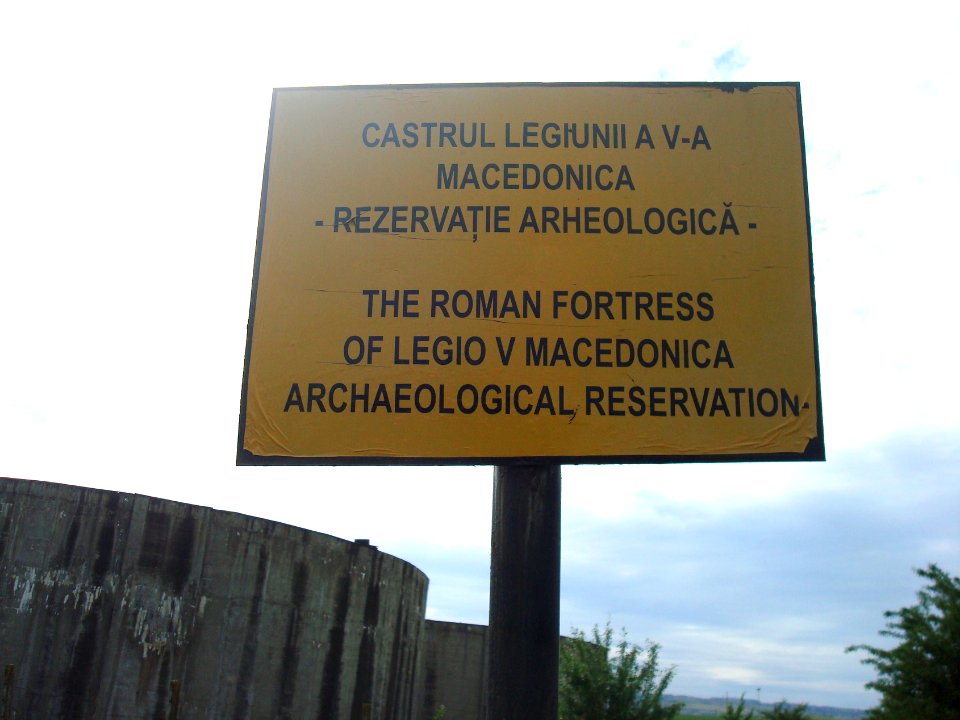 CASTRUL LEGIUNII A V-A
MACEDONICA
- REZERVAȚIE ARHEOLOGICĂ -
THE ROMAN FORTRESS
OF LEGIO V MACEDONICA
ARCHAEOLOGICAL RESERVATION-